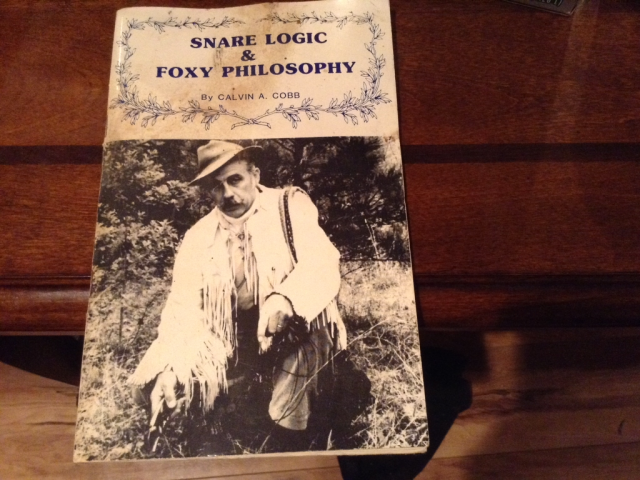 SNARE LOGIC
&
FOXY PHILOSOPHY
By CALVIN A. COBB